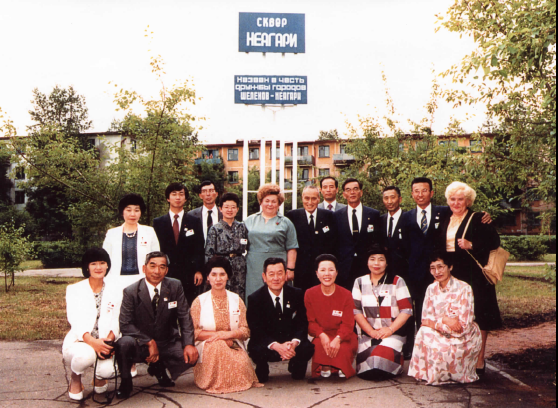 СКВЕР
НЕАГАРИ
Назван в честь
дружбы городов
ШЕЛЕХОВ - НЕАГАРИ